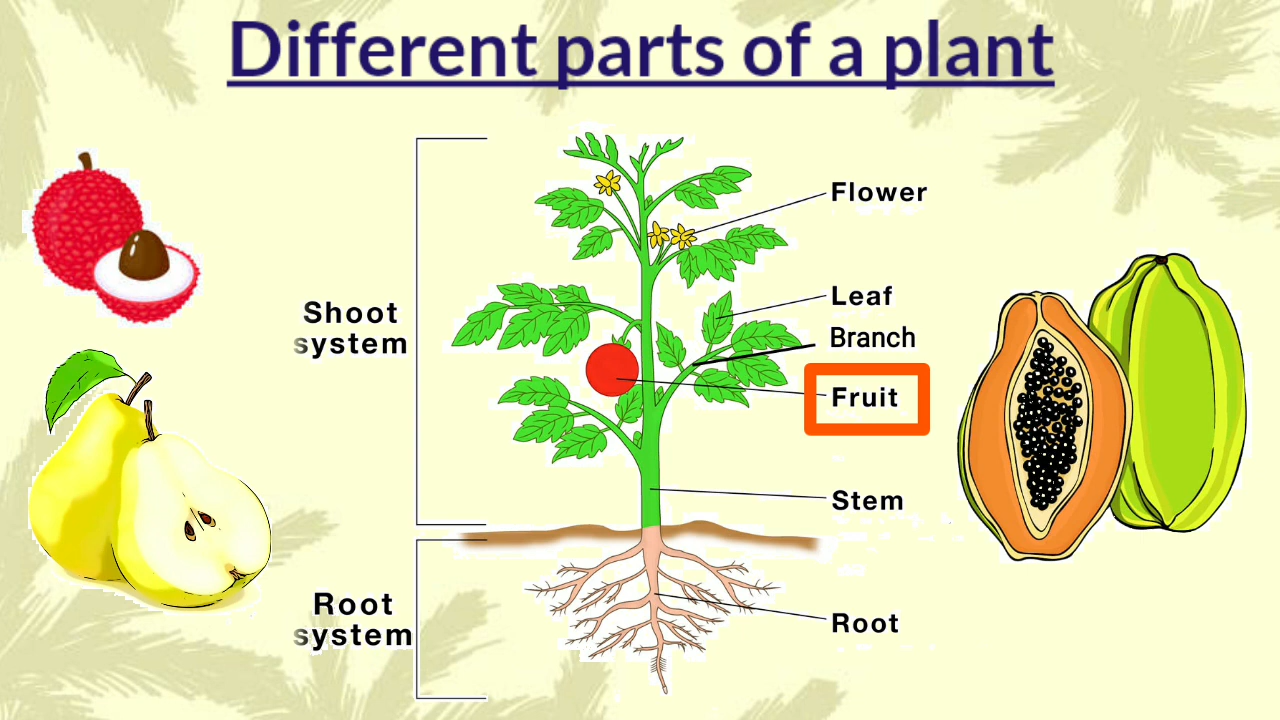 Different parts of a plant
Flower
Leaf
Shoot
system
Branch
Fruit
Stem
Root
system
Root